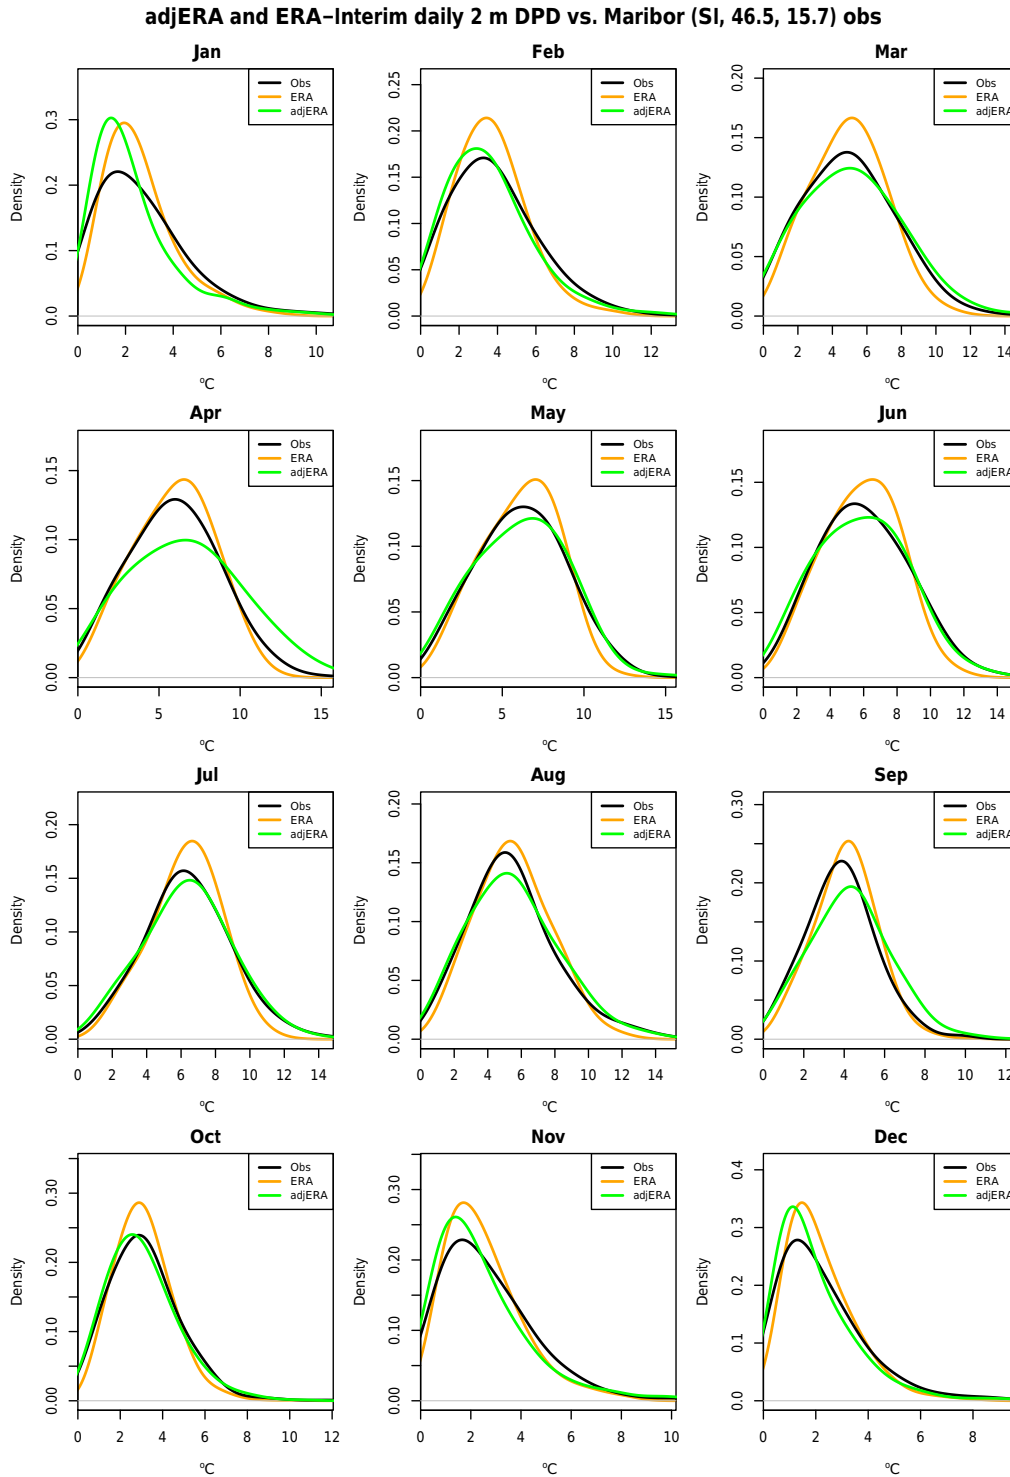 adjERA and ERA−Interim daily 2 m DPD vs. Maribor (SI, 46.5, 15.7) obs
Jan
Density
0.0 0.1 0.2 0.3
Obs
ERA
adjERA
0 2 4 6 8 10
°C
Feb
Density
0.00 0.05 0.10 0.15 0.20 0.25
Obs
ERA
adjERA
0 2 4 6 8 10 12
°C
Mar
Density
0.00 0.05 0.10 0.15 0.20
Obs
ERA
adjERA
0 2 4 6 8 10 12 14
°C
Apr
Density
0.00 0.05 0.10 0.15
Obs
ERA
adjERA
0 5 10 15
°C
May
Density
0.00 0.05 0.10 0.15
Obs
ERA
adjERA
0 5 10 15
°C
Jun
Density
0.00 0.05 0.10 0.15
Obs
ERA
adjERA
0 2 4 6 8 10 12 14
°C
Jul
Density
0.00 0.05 0.10 0.15 0.20
Obs
ERA
adjERA
0 2 4 6 8 10 12 14
°C
Aug
Density
0.00 0.05 0.10 0.15 0.20
Obs
ERA
adjERA
0 2 4 6 8 10 12 14
°C
Sep
Density
0.00 0.10 0.20 0.30
Obs
ERA
adjERA
0 2 4 6 8 10 12
°C
Oct
Density
0.00 0.10 0.20 0.30
Obs
ERA
adjERA
0 2 4 6 8 10 12
°C
Nov
Density
0.00 0.10 0.20 0.30
Obs
ERA
adjERA
0 2 4 6 8 10
°C
Dec
Density
0.0 0.1 0.2 0.3 0.4
Obs
ERA
adjERA
0 2 4 6 8
°C